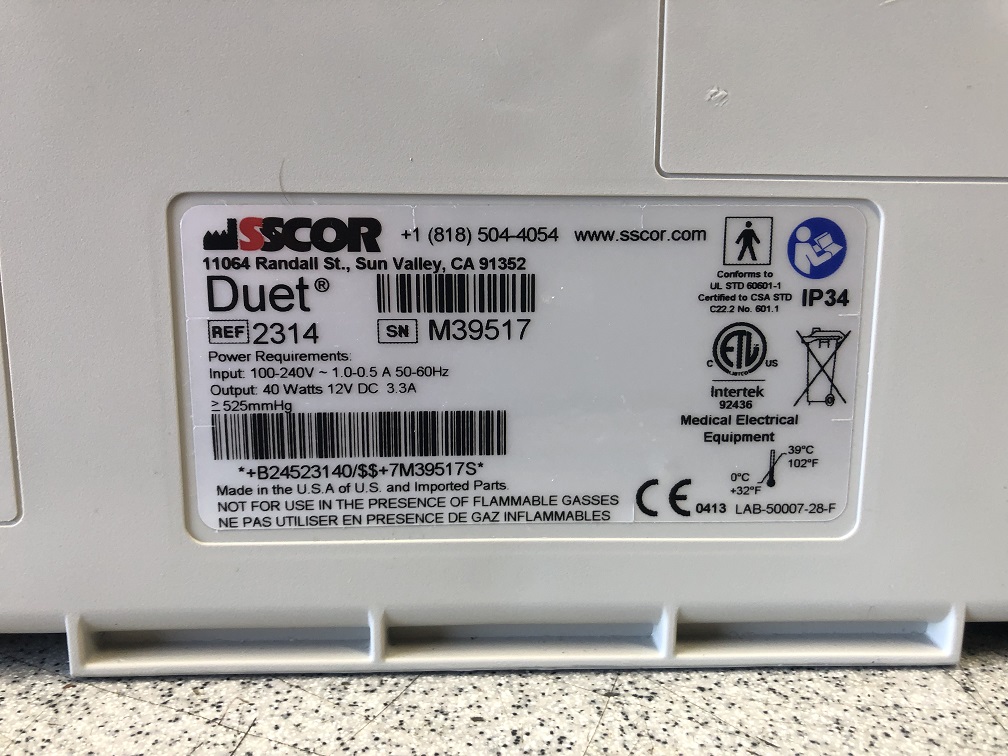 SSCOR +1 (818) 504-4054 www.sscor.com
11064 Randall St., Sun Valley, CA 91352
Duet®
REF 2314 SN M39517
Power Requirements:
Input: 100-240V ~ 1.0-0.5 A 50-60Hz
Output: 40 Watts 12V DC 3.3A
≥525mmHg
*+B24523140/$$+7M39517S*
Made in the U.S.A of U.S. and Imported Parts.
NOT FOR USE IN THE PRESENCE OF FLAMMABLE GASSES
NE PAS UTILISER EN PRESENCE DE GAZ INFLAMMABLES
Conforms to
UL STD 60601-1
Certified to CSA STD
C22.2 No. 601.1
IP34
C ETL US
Intertek
92436
Medical Electrical
Equipment
39°C
102°F
0°C
+32°F
CE 0413 LAB-50007-28-F